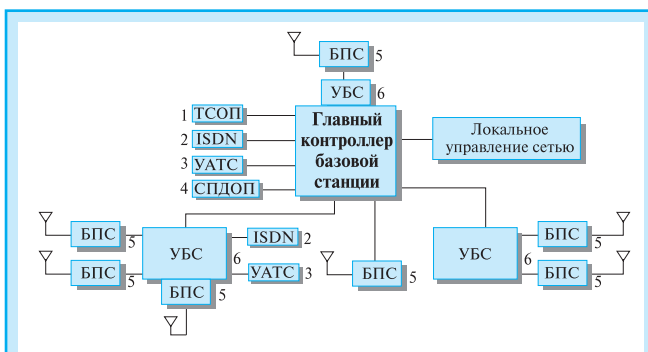 БПС 5
УБС 6
1 ТСОП
2 ISDN
3 УАТС
4 СПДОП
Главный
контроллер
базовой
станции
Локальное
управление сетью
БПС 5
БПС 5
УБС 6
ISDN 2
УАТС 3
БПС 5
БПС 5
УБС 6
БПС 5
БПС 5